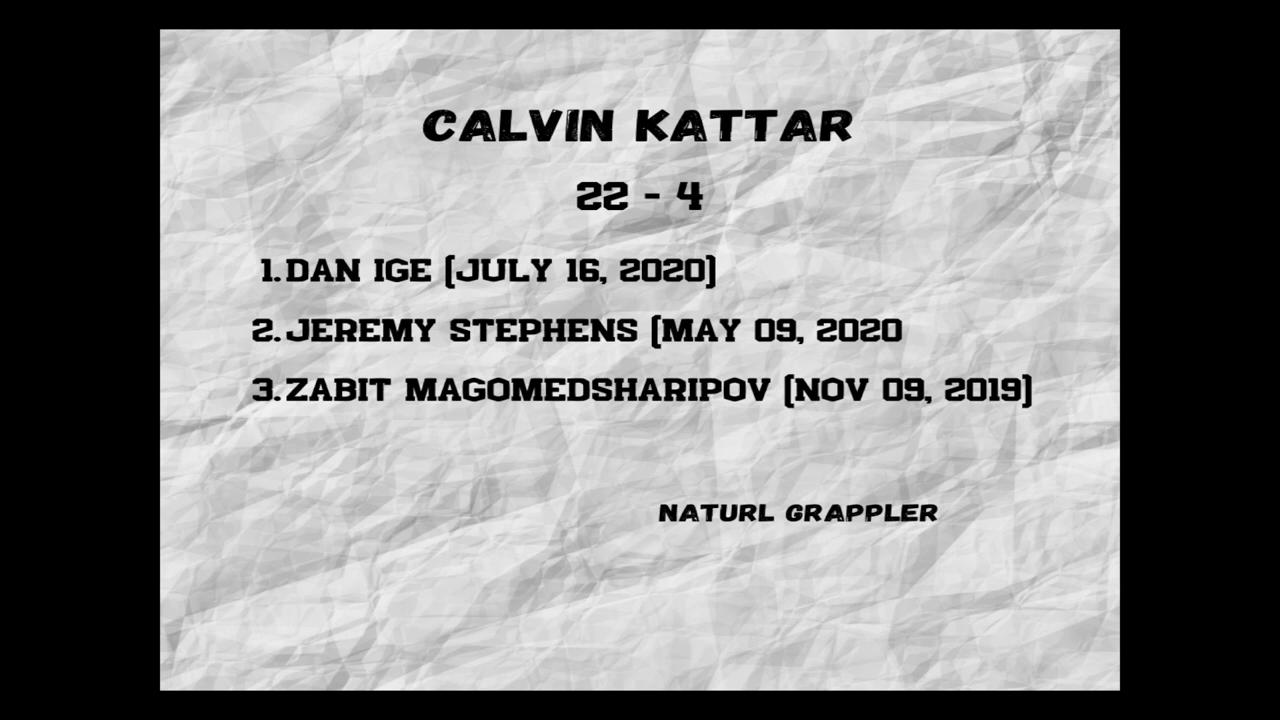 CALVIN KATTAR
22 - 4
1. DAN IGE (JULY 16, 2020)
2. JEREMY STEPHENS (MAY 09, 2020
3. ZABIT MAGOMEDSHARIPOV (NOV 09, 2019)
NATURL GRAPPLER